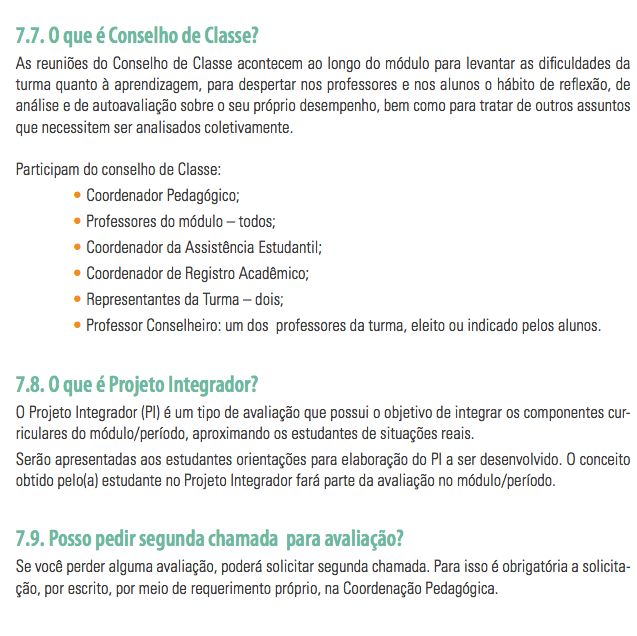 7.7. O que é Conselho de Classe?
As reuniões do Conselho de Classe acontecem ao longo do módulo para levantar as dificuldades da
turma quanto à aprendizagem, para despertar nos professores e nos alunos o hábito de reflexão, de
análise e de autoavaliação sobre o seu próprio desempenho, bem como para tratar de outros assuntos
que necessitem ser analisados coletivamente.
Participam do conselho de Classe:
• Coordenador Pedagógico;
• Professores do módulo – todos;
• Coordenador da Assistência Estudantil;
• Coordenador de Registro Acadêmico;
• Representantes da Turma – dois;
• Professor Conselheiro: um dos professores da turma, eleito ou indicado pelos alunos.
7.8. O que é Projeto Integrador?
O Projeto Integrador (PI) é um tipo de avaliação que possui o objetivo de integrar os componentes cur-
riculares do módulo/período, aproximando os estudantes de situações reais.
Serão apresentadas aos estudantes orientações para elaboração do PI a ser desenvolvido. O conceito
obtido pelo(a) estudante no Projeto Integrador fará parte da avaliação no módulo/período.
7.9. Posso pedir segunda chamada para avaliação?
Se você perder alguma avaliação, poderá solicitar segunda chamada. Para isso é obrigatória a solicita-
ção, por escrito, por meio de requerimento próprio, na Coordenação Pedagógica.